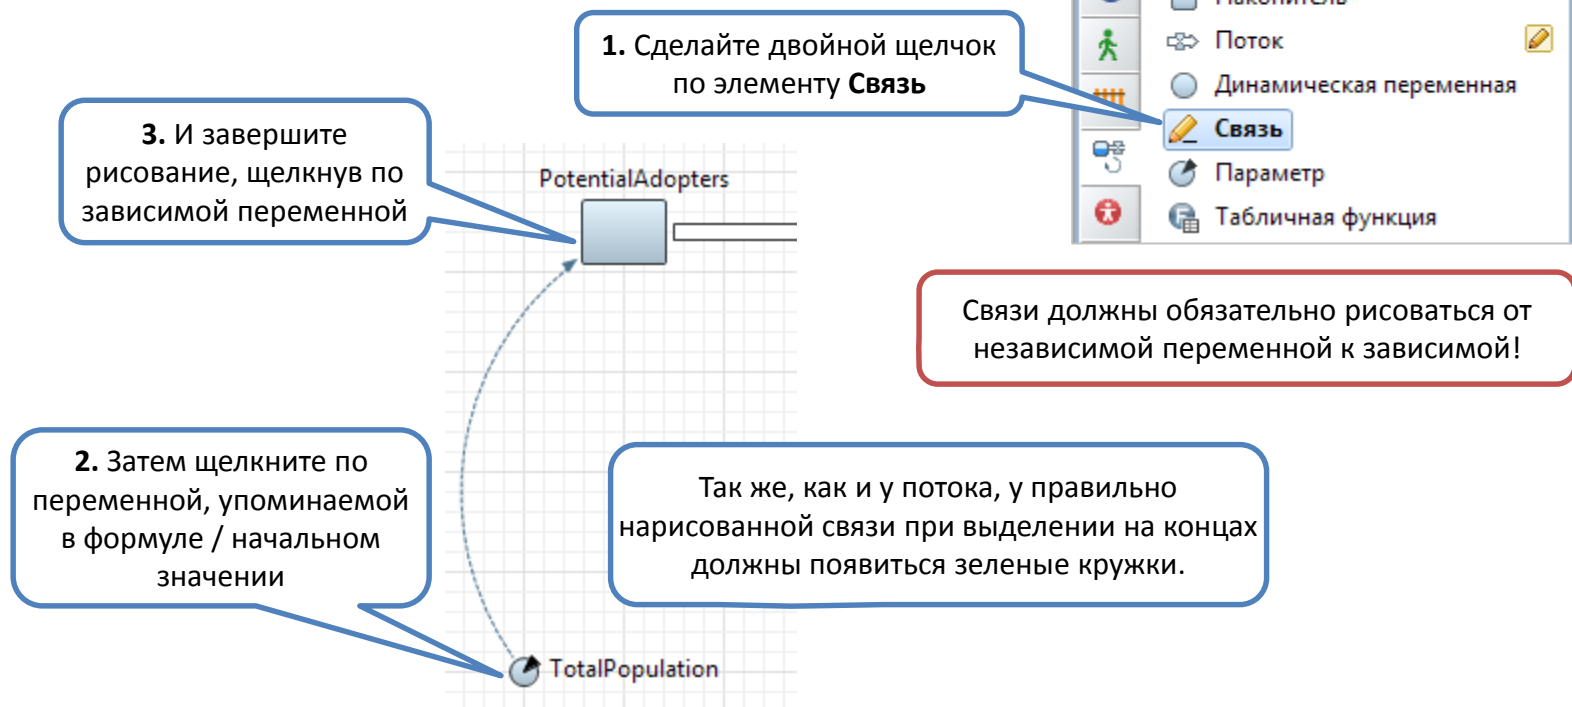 Накопитель
Поток
Динамическая переменная
Связь
Параметр
Табличная функция
1. Сделайте двойной щелчок
по элементу Связь
3. И завершите
рисование, щелкнув по
зависимой переменной
PotentialAdopters
Связи должны обязательно рисоваться от
независимой переменной к зависимой!
2. Затем щелкните по
переменной, упоминаемой
в формуле / начальном
значении
Так же, как и у потока, у правильно
нарисованной связи при выделении на концах
должны появиться зеленые кружки.
TotalPopulation